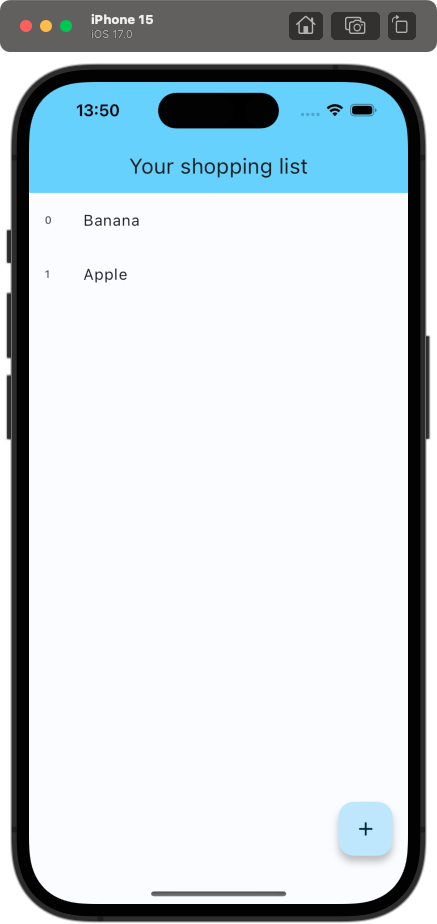 iPhone 15
iOS 17.0
13:50
Your shopping list
0 Banana
1 Apple
+